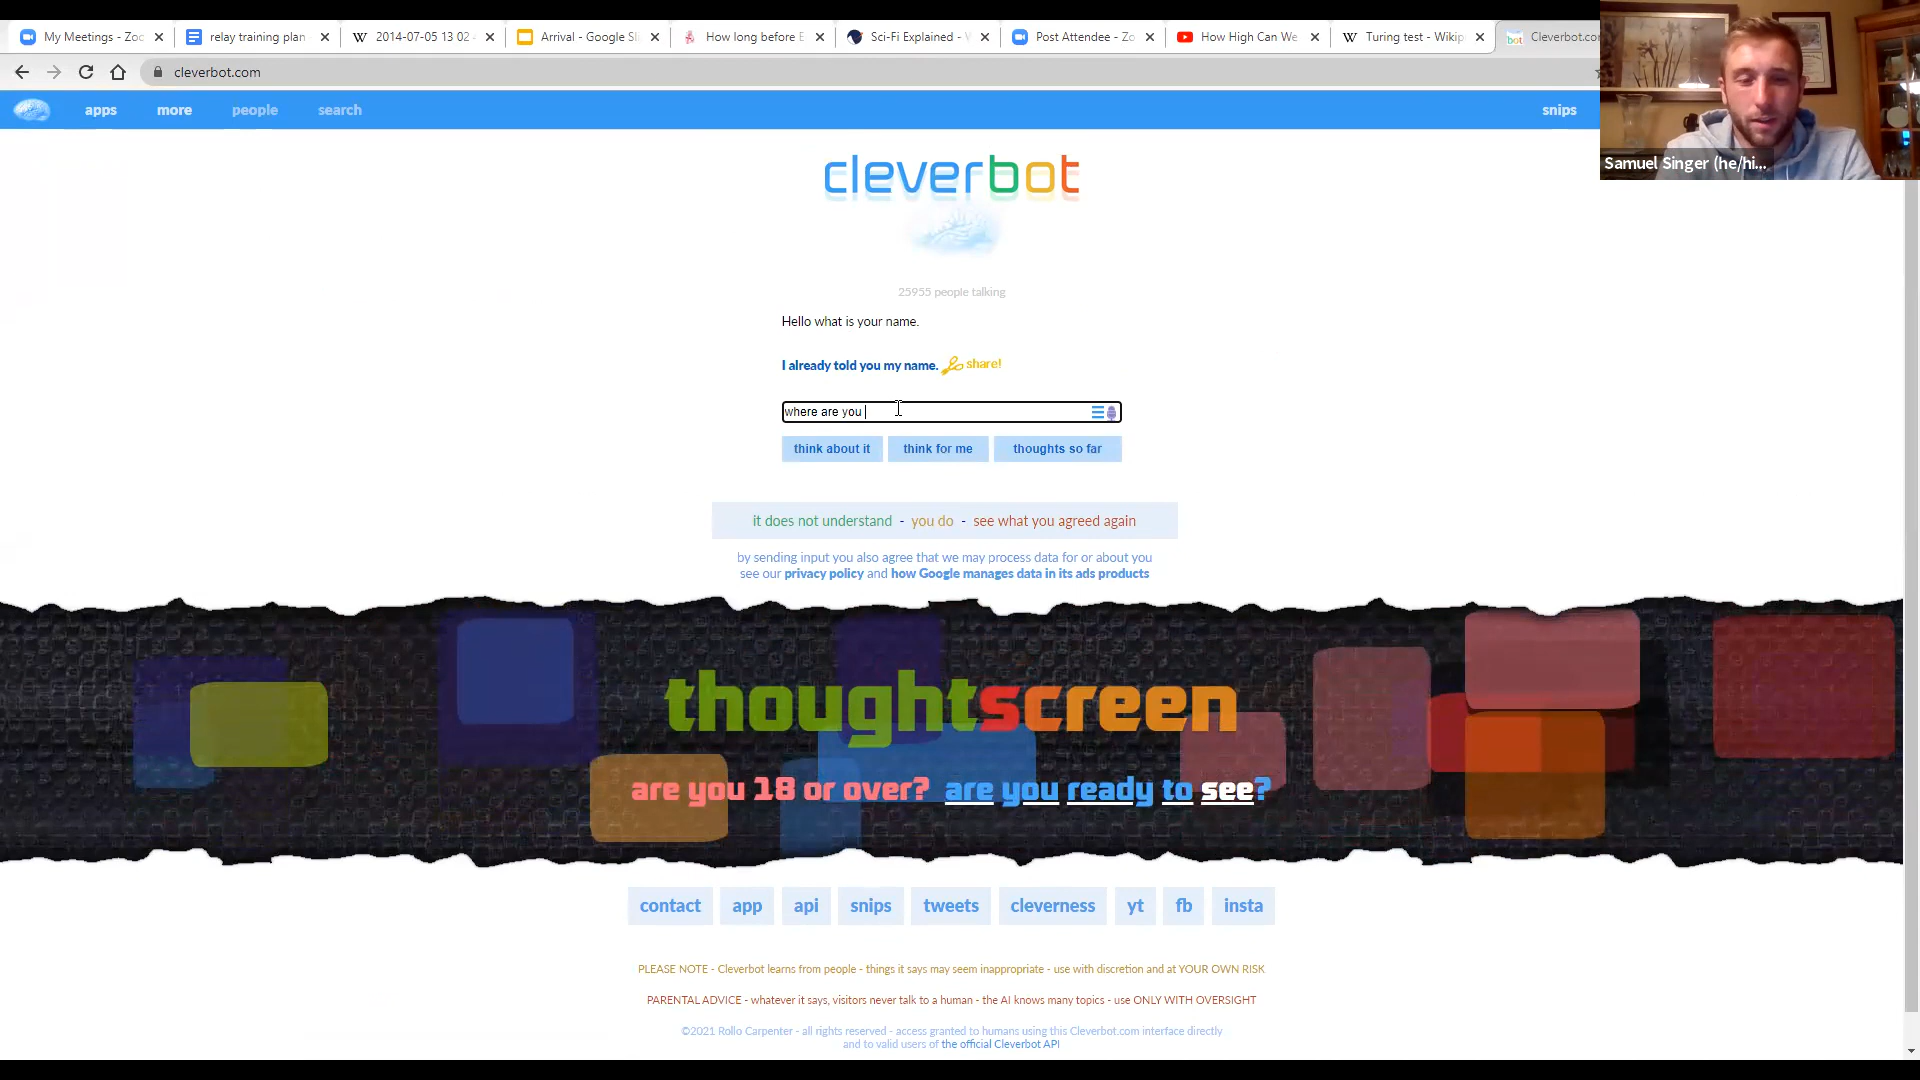 My Meetings - Zoo
relay training plan
2014-07-05 13 02
Arrival - Google Sli
How long before E
Sci-Fi Explained -
Post Attendee - Zo
How High Can We
Turing test - Wikip
Cleverbot.co
cleverbot.com
apps
more
people
search
snips
Samuel Singer (he/hi...
cleverbot
25955 people talking
Hello what is your name.
I already told you my name. share!
where are you
think about it
think for me
thoughts so far
it does not understand - you do - see what you agreed again
by sending input you also agree that we may process data for or about you
see our privacy policy and how Google manages data in its ads products
thoughtscreen
are you 18 or over? are you ready to see?
contact
app
api
snips
tweets
cleverness
yt
fb
insta
PLEASE NOTE - Cleverbot learns from people - things it says may seem inappropriate - use with discretion and at YOUR OWN RISK
PARENTAL ADVICE - whatever it says, visitors never talk to a human - the AI knows many topics - use ONLY WITH OVERSIGHT
©2021 Rollo Carpenter - all rights reserved - access granted to humans using this Cleverbot.com interface directly
and to valid users of the official Cleverbot API